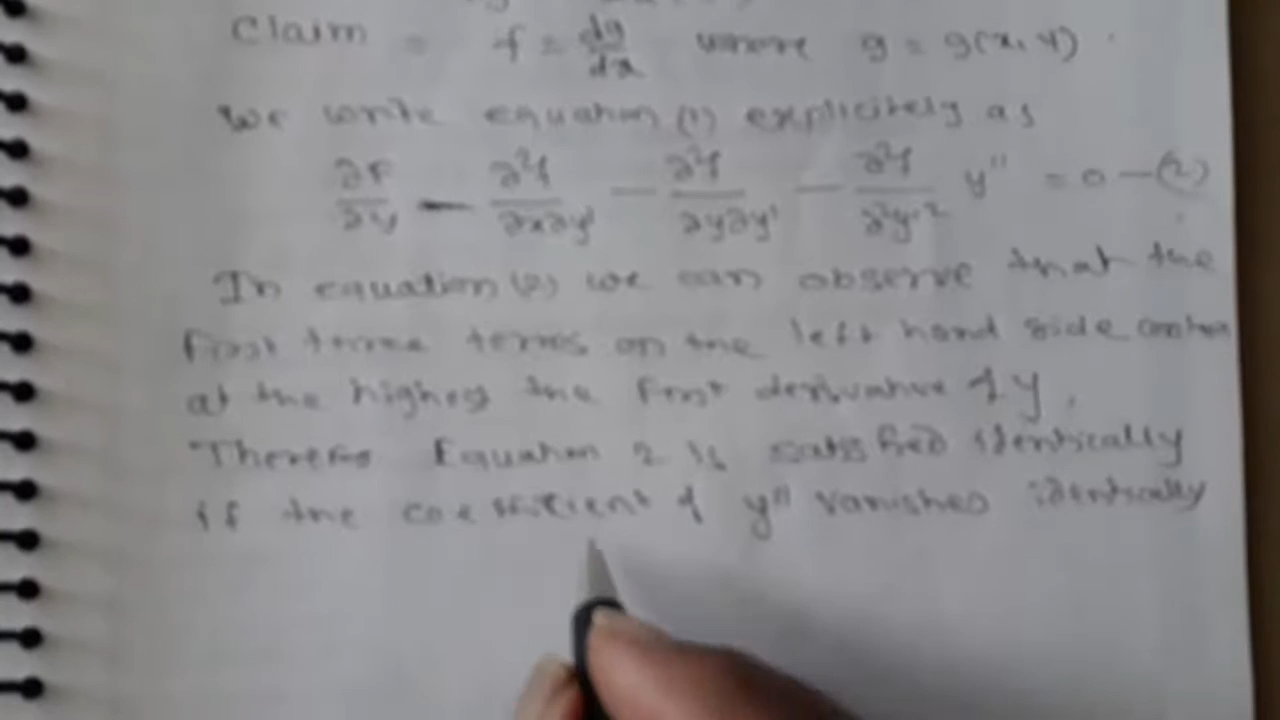 Claim = f = dg/dx where g = g(x, y).
We write equation (1) explicitely as
∂F/∂y - ∂²f/∂x∂y' - ∂²f/∂y∂y' - ∂²f/∂²y'² y'' = 0 - (2)
In equation (2) we can observe that the
First three terms on the left hand side contain
at the highest the First derivative of y.
Equation 2 is satisfied identically
if the coefficient of y'' vanishes identically